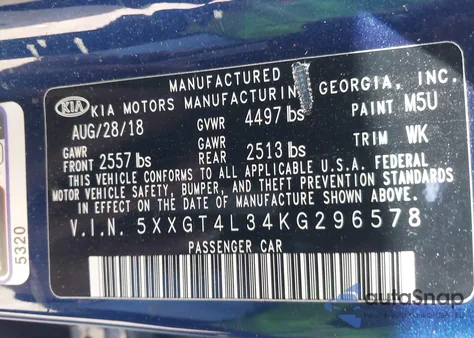 MANUFACTURED
KIA KIA MOTORS MANUFACTURIN GEORGIA, INC.
AUG/28/18 GVWR 4497 lbs PAINT M5U
GAWR FRONT 2557 lbs GAWR REAR 2513 lbs TRIM WK
THIS VEHICLE CONFORMS TO ALL APPLICABLE U.S.A. FEDERAL
MOTOR VEHICLE SAFETY, BUMPER, AND THEFT PREVENTION STANDARDS
IN EFFECT ON THE DATE OF MANUFACTURE SHOWN ABOVE.
V.I.N. 5XXGT4L34KG296578
PASSENGER CAR
5320
autoSnap